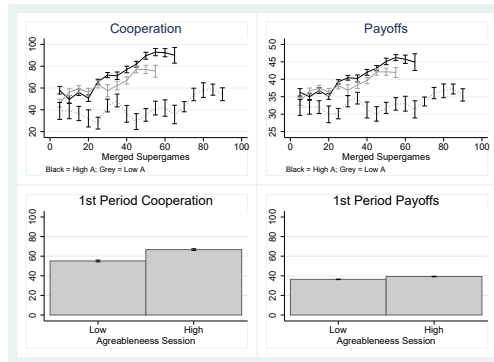 Cooperation
100
80
60
40
20
0 20 40 60 80 100
Merged Supergames
Black = High A; Grey = Low A
Payoffs
50
45
40
35
30
25
0 20 40 60 80 100
Merged Supergames
Black = High A; Grey = Low A
1st Period Cooperation
100
80
60
40
20
0
Low High
Agreableness Session
1st Period Payoffs
100
80
60
40
20
0
Low High
Agreableness Session